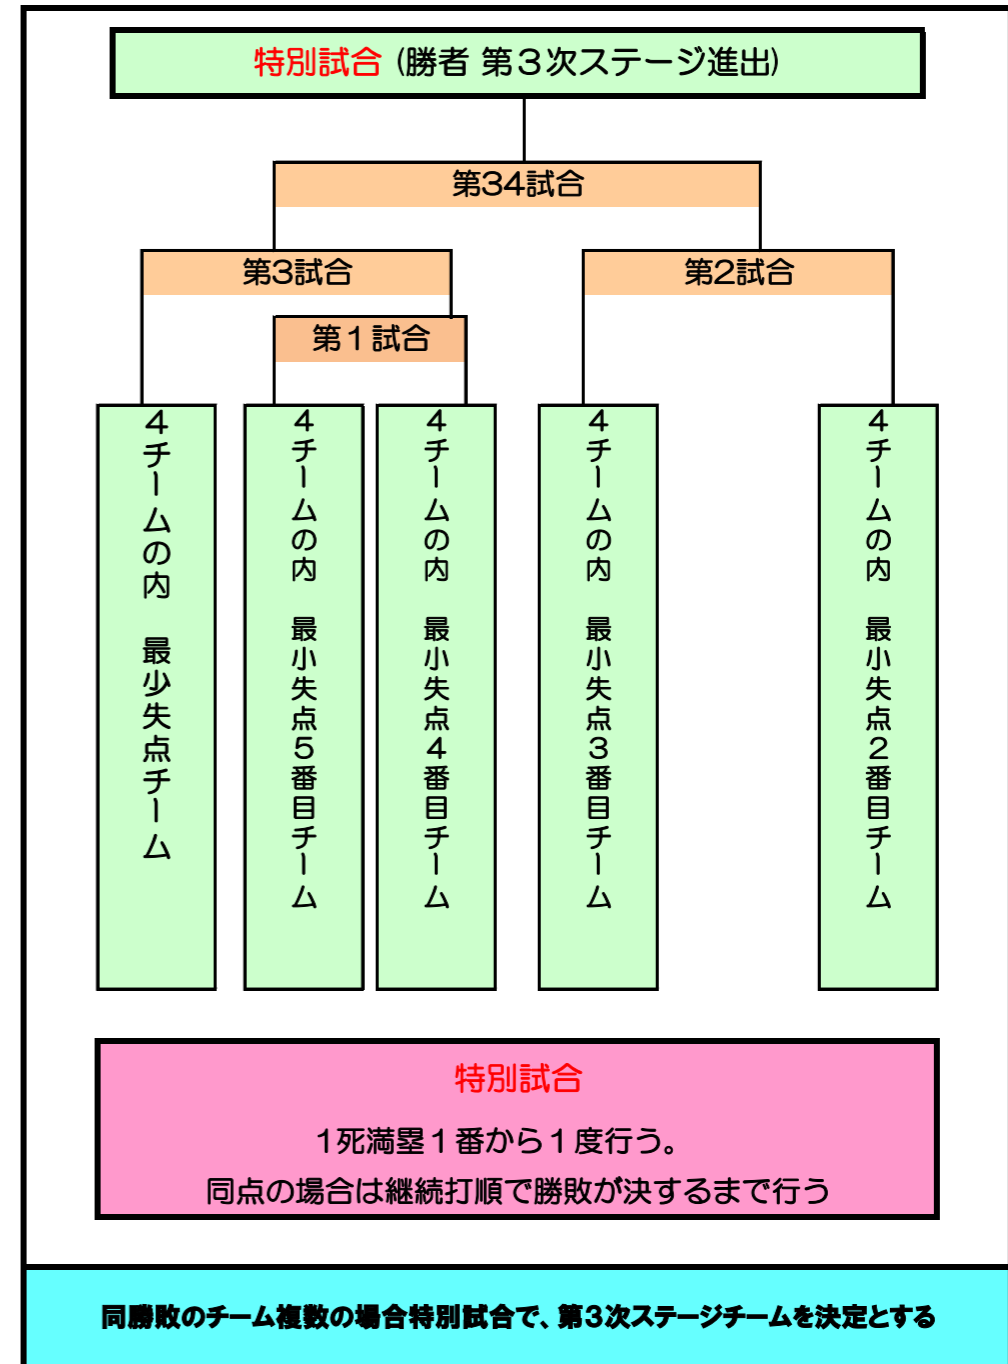 特別試合 (勝者 第３次ステージ進出)
第34試合
第3試合
第2試合
第１試合
４チームの内　最少失点チーム
４チームの内　最小失点５番目チーム
４チームの内　最小失点４番目チーム
４チームの内　最小失点３番目チーム
４チームの内　最小失点２番目チーム
特別試合
1死満塁１番から１度行う。
同点の場合は継続打順で勝敗が決するまで行う
同勝敗のチーム複数の場合特別試合で、第3次ステージチームを決定とする